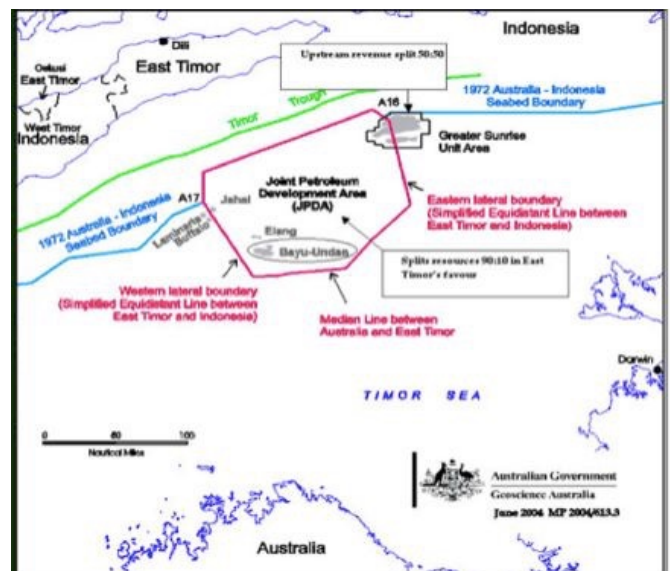 Indonesia
Dili
Upstream revenue split 50:50
East Timor
Oekusi
East Timor
West Timor
Indonesia
Timor Trough
A16
1972 Australia - Indonesia
Seabed Boundary
Greater Sunrise
Unit Area
Joint Petroleum
Development Area
(JPDA)
A17
Jahal
1972 Australia - Indonesia
Seabed Boundary
Laminaria
Buffalo
Elang
Bayu-Undan
Eastern lateral boundary
(Simplified Equidistant Line between
East Timor and Indonesia)
Splits resources 90:10 in East
Timor's favour
Western lateral boundary
(Simplified Equidistant Line between
East Timor and Indonesia)
Median Line between
Australia and East Timor
Darwin
TIMOR SEA
0
100
Nautical Miles
Australian Government
Geoscience Australia
June 2004 MP 2004/613.3
Australia